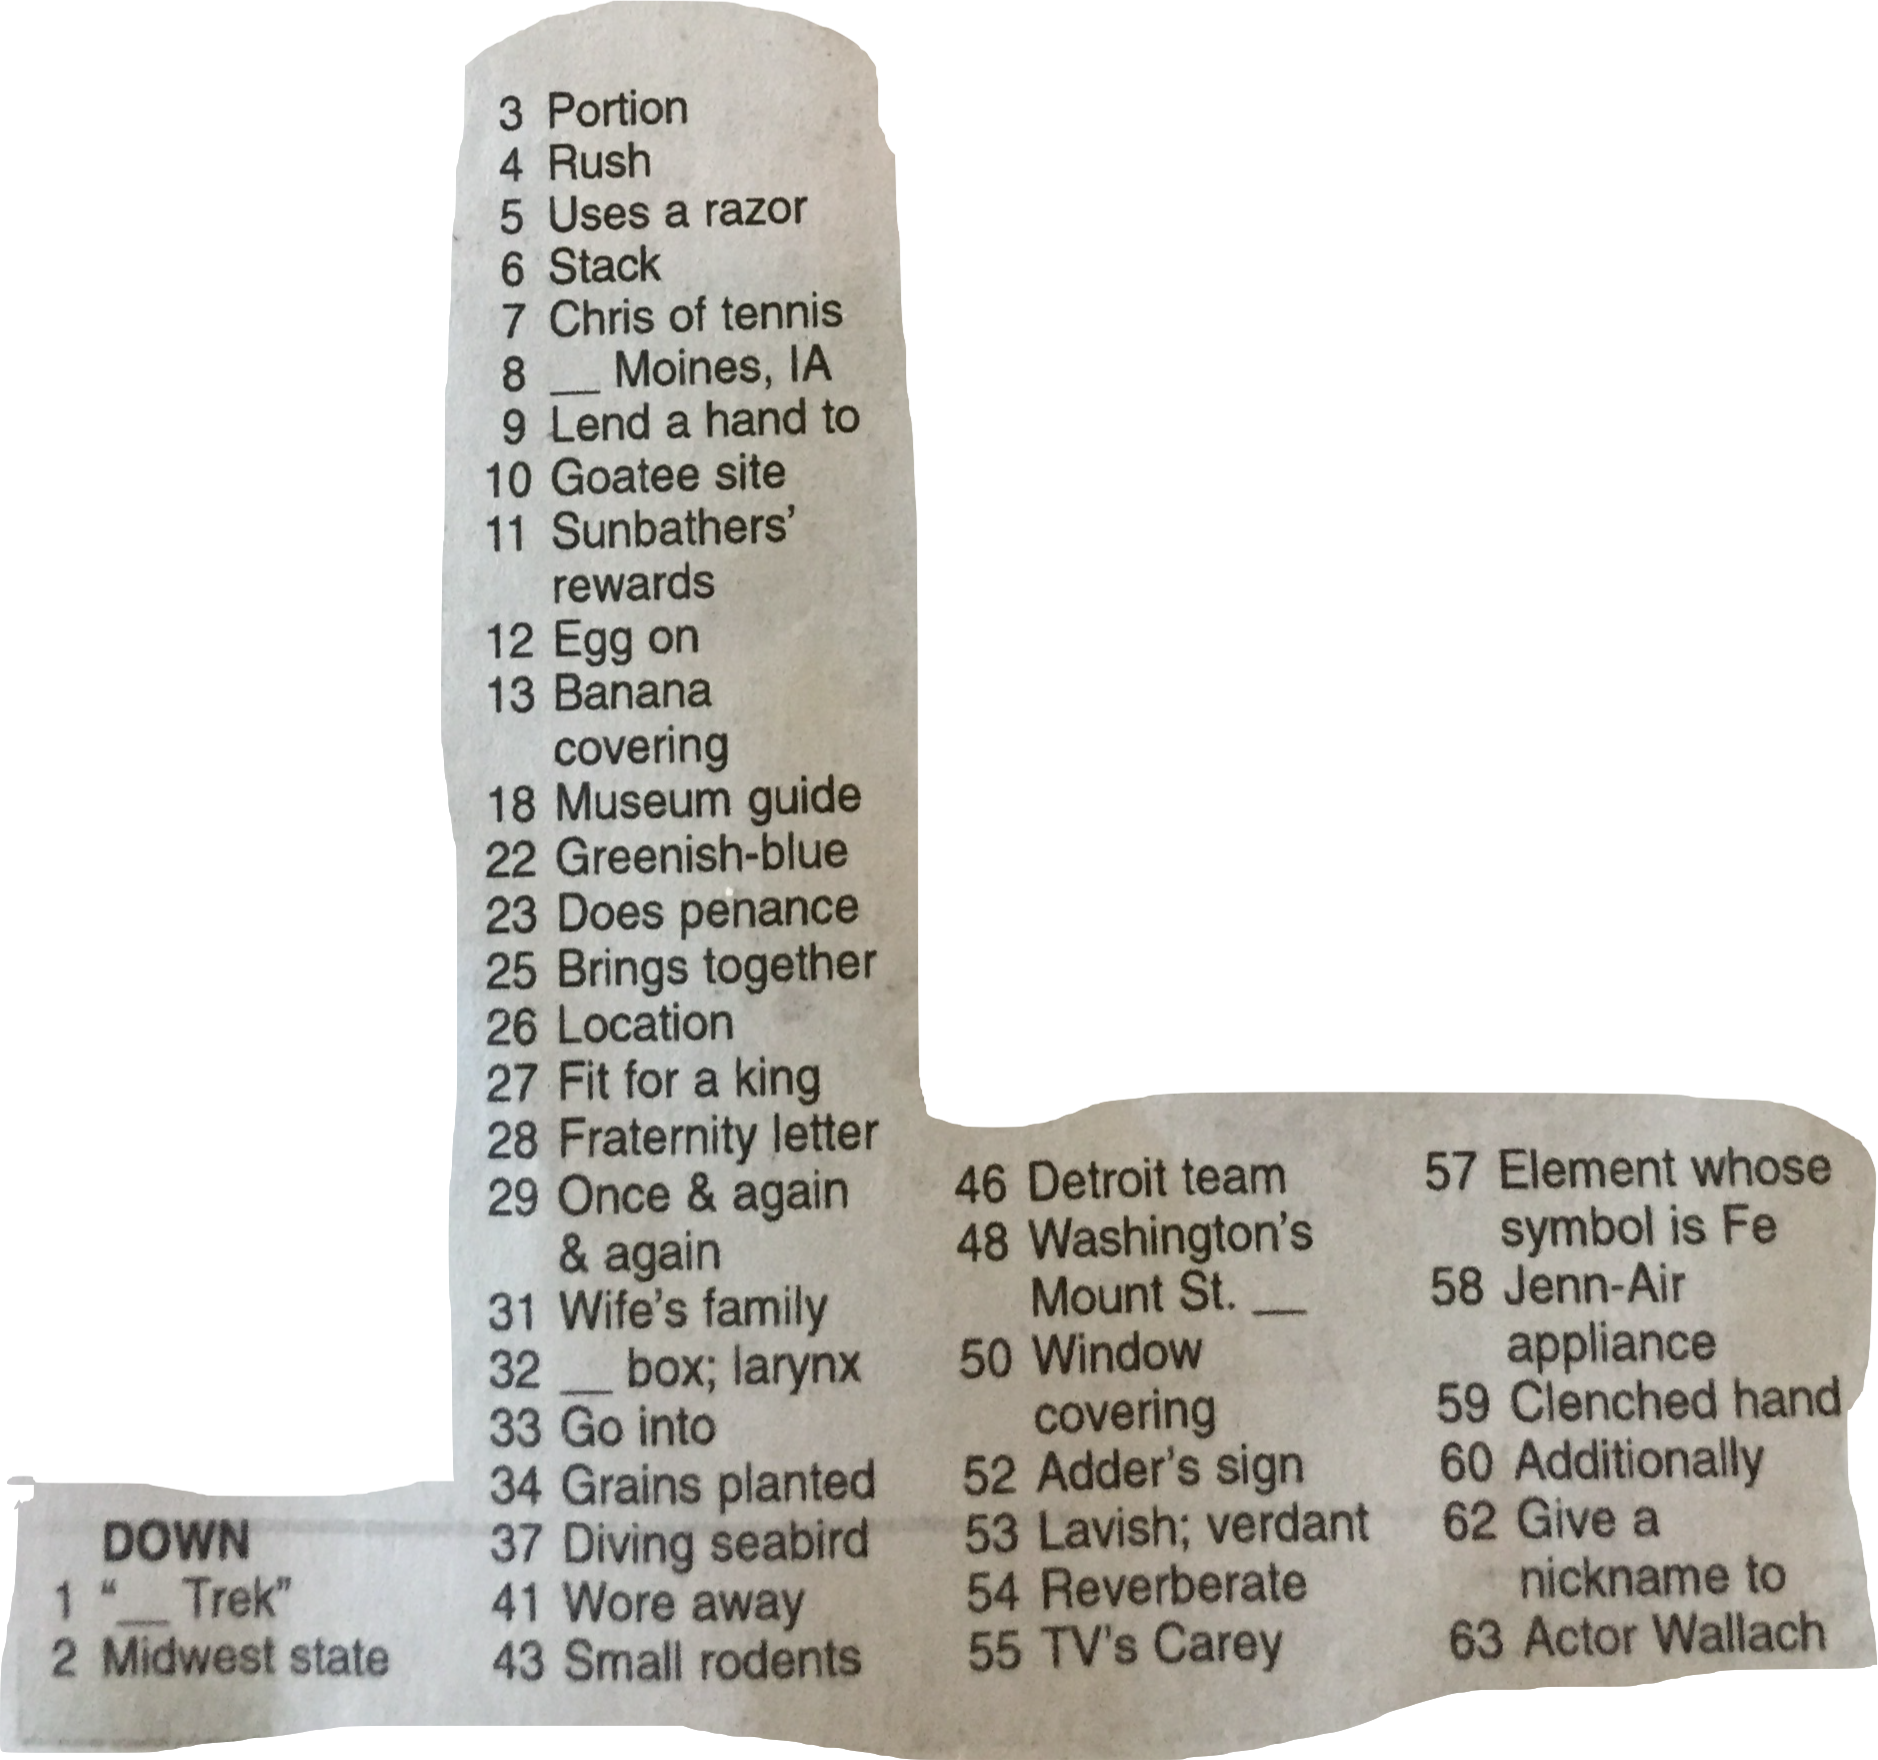 DOWN
1 “__ Trek”
2 Midwest state
3 Portion
4 Rush
5 Uses a razor
6 Stack
7 Chris of tennis
8 __ Moines, IA
9 Lend a hand to
10 Goatee site
11 Sunbathers’
rewards
12 Egg on
13 Banana
covering
18 Museum guide
22 Greenish-blue
23 Does penance
25 Brings together
26 Location
27 Fit for a king
28 Fraternity letter
29 Once & again
& again
31 Wife’s family
32 __ box; larynx
33 Go into
34 Grains planted
37 Diving seabird
41 Wore away
43 Small rodents
46 Detroit team
48 Washington’s
Mount St. __
50 Window
covering
52 Adder’s sign
53 Lavish; verdant
54 Reverberate
55 TV’s Carey
57 Element whose
symbol is Fe
58 Jenn-Air
appliance
59 Clenched hand
60 Additionally
62 Give a
nickname to
63 Actor Wallach